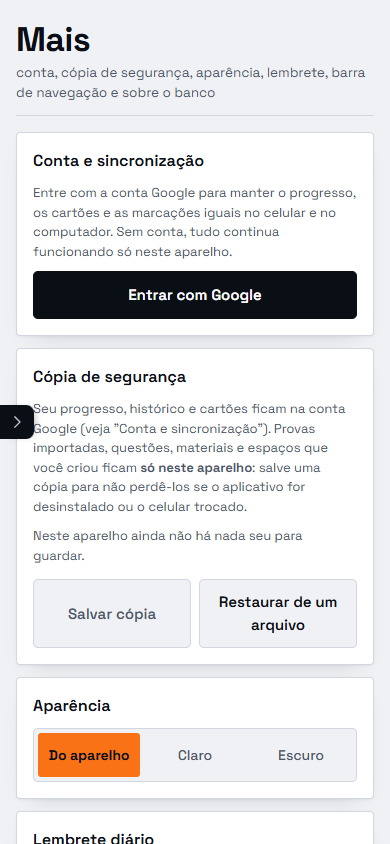 Mais
conta, cópia de segurança, aparência, lembrete, barra
de navegação e sobre o banco
Conta e sincronização
Entre com a conta Google para manter o progresso,
os cartões e as marcações iguais no celular e no
computador. Sem conta, tudo continua
funcionando só neste aparelho.
Entrar com Google
Cópia de segurança
Seu progresso, histórico e cartões ficam na conta
Google (veja "Conta e sincronização"). Provas
importadas, questões, materiais e espaços que
você criou ficam só neste aparelho: salve uma
cópia para não perdê-los se o aplicativo for
desinstalado ou o celular trocado.
Neste aparelho ainda não há nada seu para
guardar.
Salvar cópia
Restaurar de um
arquivo
Aparência
Do aparelho
Claro
Escuro
Lembrete diário